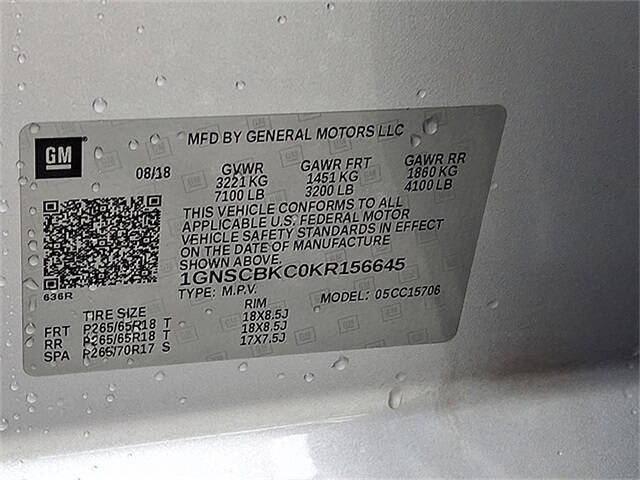 GM
MFD BY GENERAL MOTORS LLC
08/18 GVWR GAWR FRT GAWR RR
3221 KG 1451 KG 1860 KG
7100 LB 3200 LB 4100 LB
THIS VEHICLE CONFORMS TO ALL
APPLICABLE U.S. FEDERAL MOTOR
VEHICLE SAFETY STANDARDS IN EFFECT
ON THE DATE OF MANUFACTURE
SHOWN ABOVE.
1GNSCBKC0KR156645
636R
TYPE: M.P.V. MODEL: 05CC15706
TIRE SIZE RIM
FRT P265/65R18 T 18X8.5J
RR P265/65R18 T 18X8.5J
SPA P265/70R17 S 17X7.5J